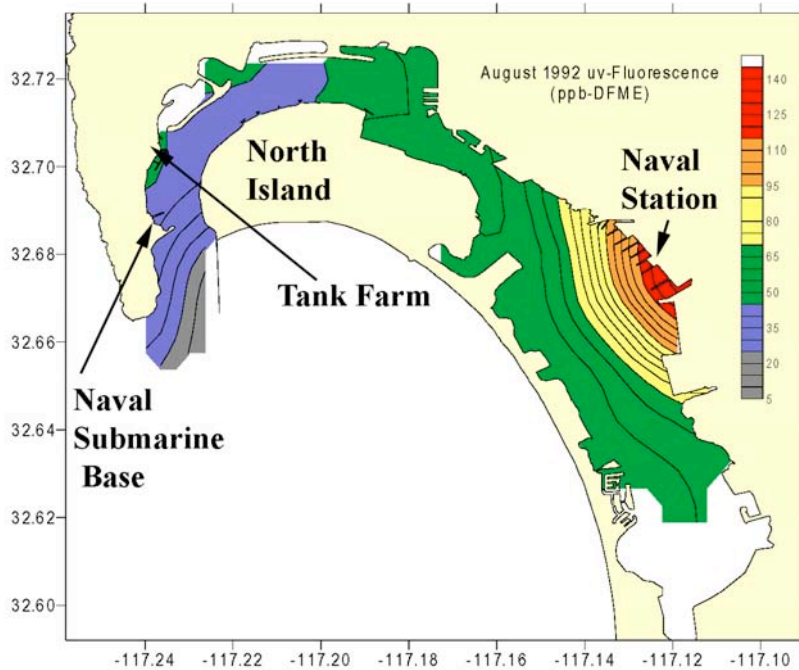 August 1992 uv-Fluorescence
(ppb-DFME)
140
110
95
80
65
50
35
20
5
Naval
Station
North
Island
Tank Farm
Naval
Submarine
Base
32.72
32.70
32.68
32.66
32.64
32.62
32.60
-117.24
-117.22
-117.20
-117.18
-117.16
-117.14
-117.12
-117.10